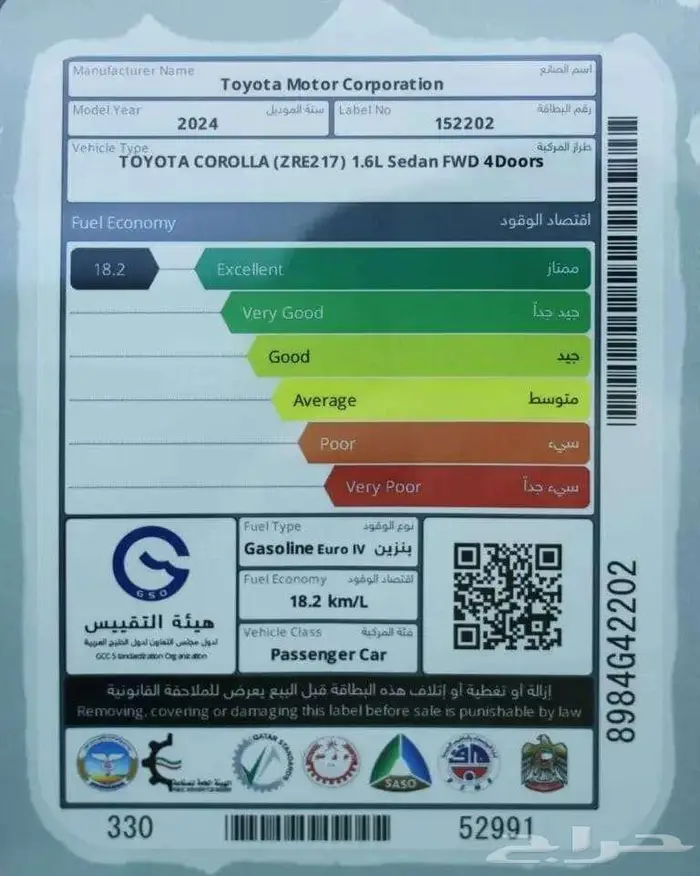 Manufacturer Name اسم الصانع
Toyota Motor Corporation
Model Year سنة الموديل
2024
Label No رقم البطاقة
152202
Vehicle Type طراز المركبة
TOYOTA COROLLA (ZRE217) 1.6L Sedan FWD 4Doors
Fuel Economy اقتصاد الوقود
18.2 Excellent ممتاز
Very Good جيد جداً
Good جيد
Average متوسط
Poor سيء
Very Poor سيء جداً
GSO
هيئة التقييس
لدول مجلس التعاون لدول الخليج العربية
GCC Standardization Organization
Fuel Type نوع الوقود
Gasoline Euro IV بنزين
Fuel Economy اقتصاد الوقود
18.2 km/L
Vehicle Class فئة المركبة
Passenger Car
8984G42202
إزالة أو تغطية أو إتلاف هذه البطاقة قبل البيع يعرض للملاحقة القانونية
Removing, covering or damaging this label before sale is punishable by law
QATAR STANDARDS
SASO
330
52991
حراج